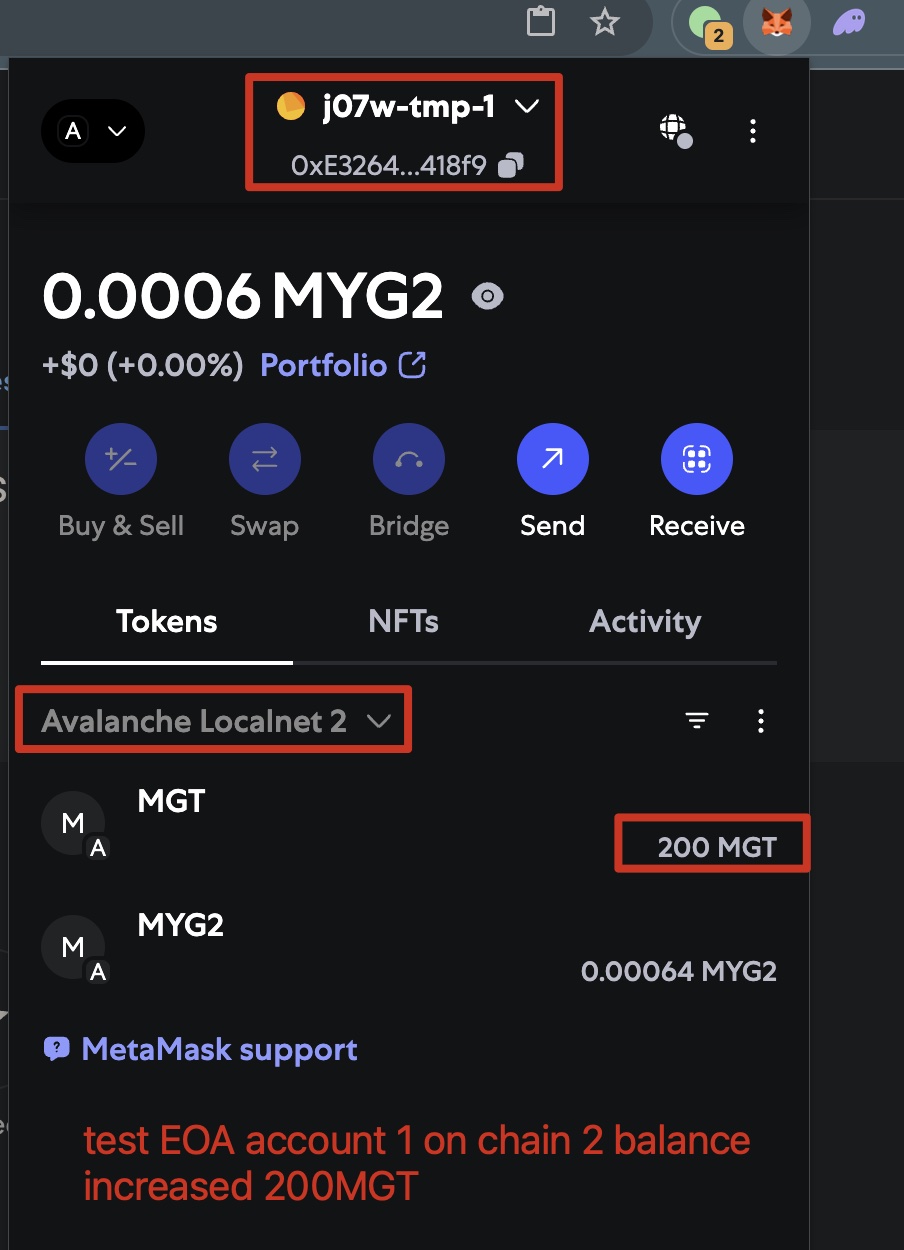 2
A
j07w-tmp-1
0xE3264...418f9
0.0006 MYG2
+$0 (+0.00%) Portfolio
Buy & Sell Swap Bridge Send Receive
Tokens NFTs Activity
Avalanche Localnet 2
MGT
M
A
200 MGT
MYG2
M
A
0.00064 MYG2
? MetaMask support
test EOA account 1 on chain 2 balance
increased 200MGT